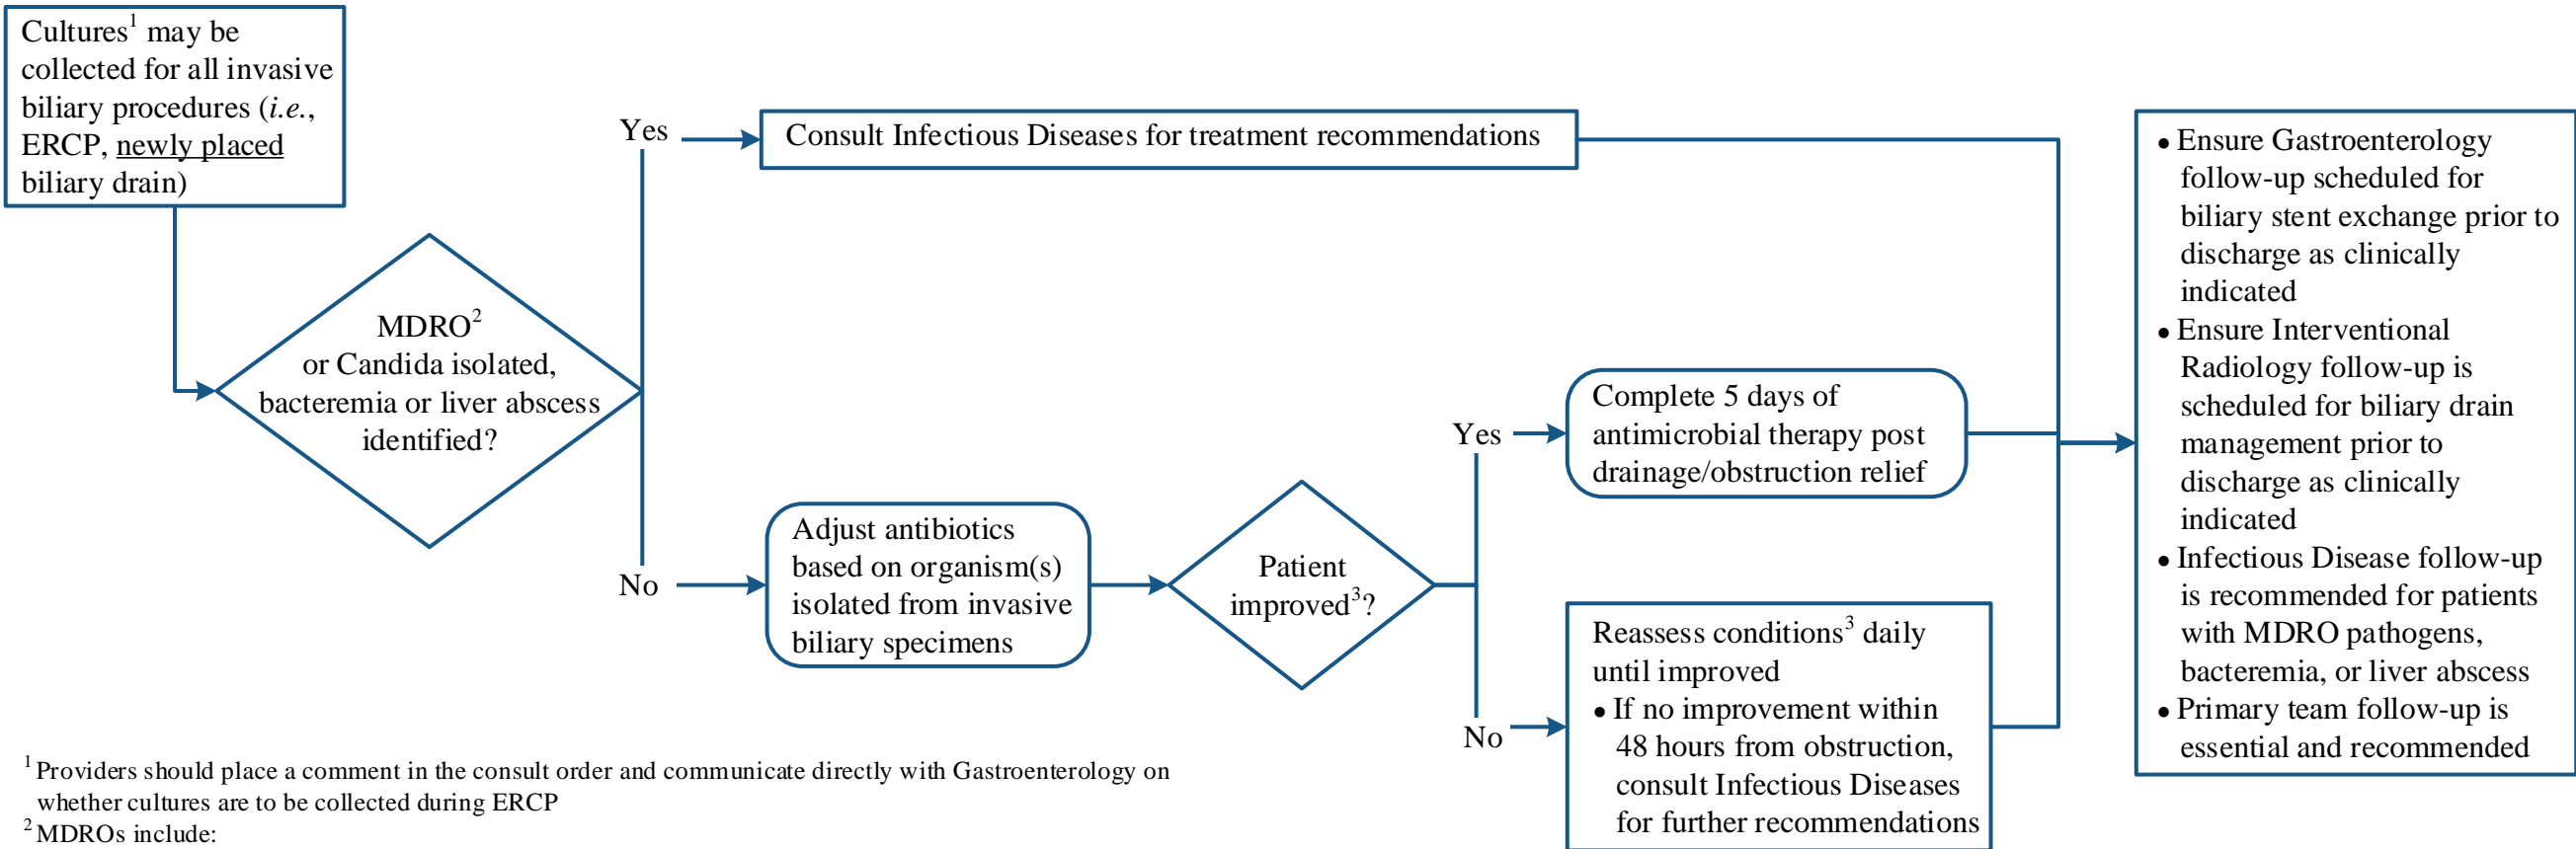 Cultures1 may be
collected for all invasive
biliary procedures (i.e.,
ERCP, newly placed
biliary drain)
MDRO2
or Candida isolated,
bacteremia or liver abscess
identified?
Yes
Consult Infectious Diseases for treatment recommendations
No
Adjust antibiotics
based on organism(s)
isolated from invasive
biliary specimens
Patient
improved3?
Yes
Complete 5 days of
antimicrobial therapy post
drainage/obstruction relief
No
Reassess conditions3 daily
until improved
● If no improvement within
48 hours from obstruction,
consult Infectious Diseases
for further recommendations
● Ensure Gastroenterology
follow-up scheduled for
biliary stent exchange prior to
discharge as clinically
indicated
● Ensure Interventional
Radiology follow-up is
scheduled for biliary drain
management prior to
discharge as clinically
indicated
● Infectious Disease follow-up
is recommended for patients
with MDRO pathogens,
bacteremia, or liver abscess
● Primary team follow-up is
essential and recommended
1 Providers should place a comment in the consult order and communicate directly with Gastroenterology on
whether cultures are to be collected during ERCP
2 MDROs include: